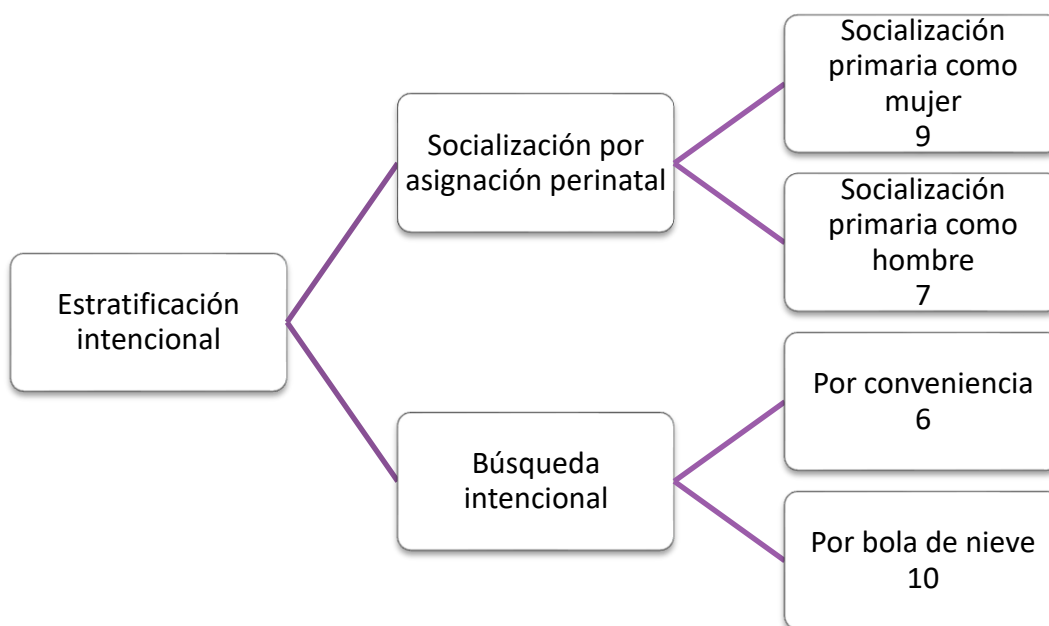 Estratificación
intencional
Socialización por
asignación perinatal
Socialización
primaria como
mujer
9
Socialización
primaria como
hombre
7
Búsqueda
intencional
Por conveniencia
6
Por bola de nieve
10